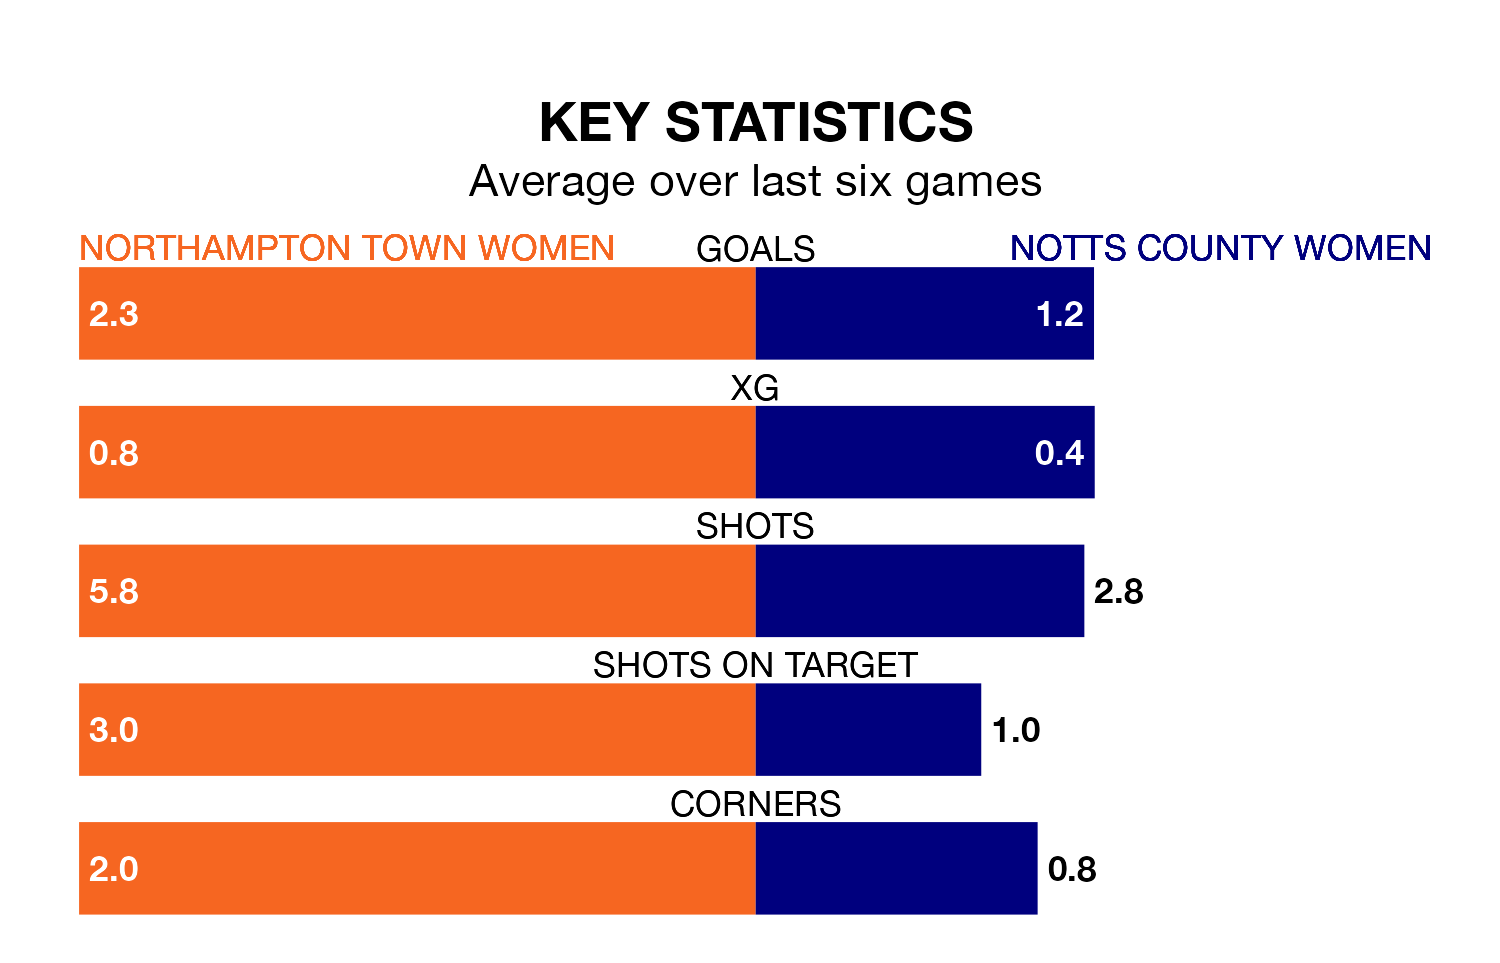 KEY STATISTICS
Average over last six games
NORTHAMPTON TOWN WOMEN GOALS NOTTS COUNTY WOMEN
2.3 1.2
XG
0.8 0.4
SHOTS
5.8 2.8
SHOTS ON TARGET
3.0 1.0
CORNERS
2.0 0.8